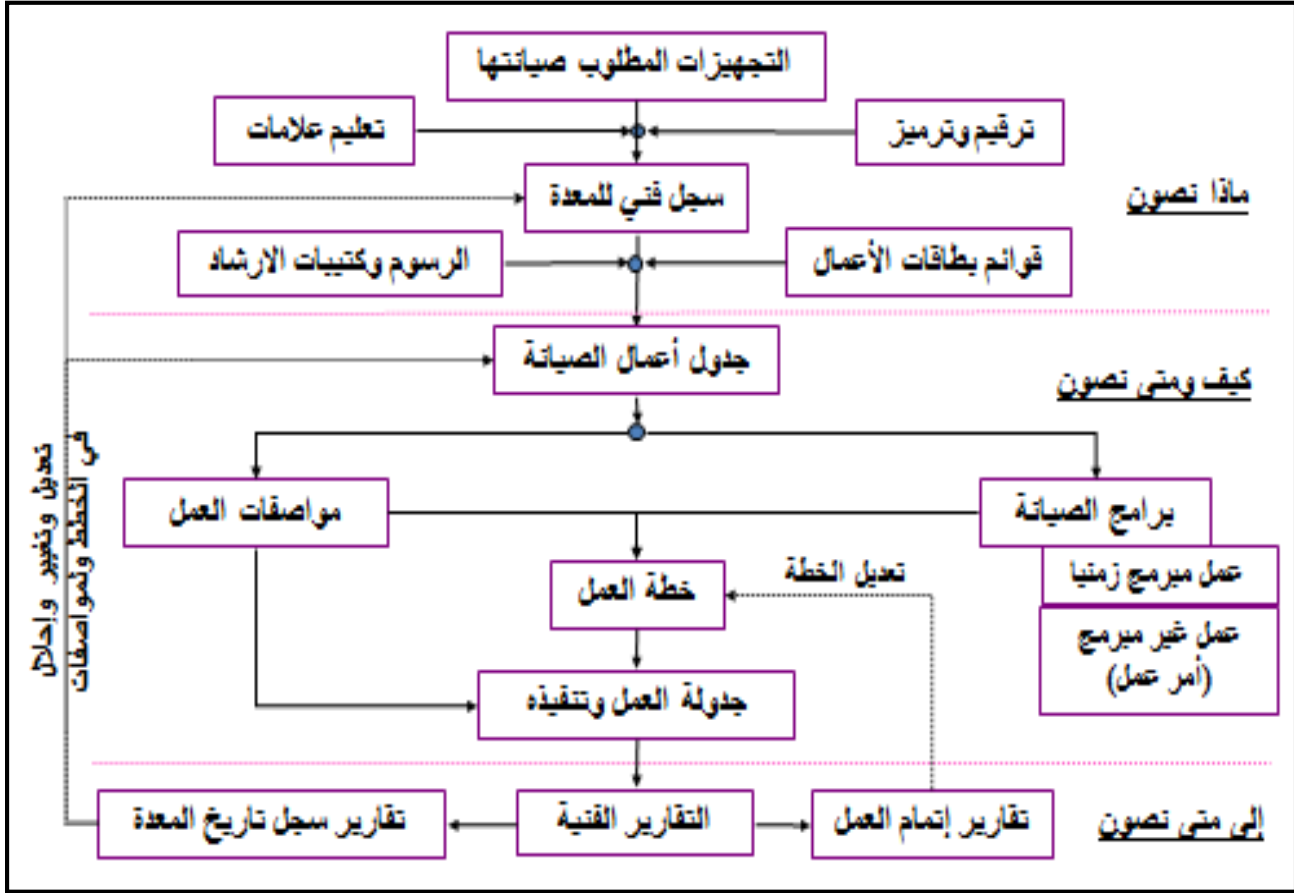 التجهيزات المطلوب صيانتها
ترقيم وترميز
تعليم علامات
سجل فني للمعدة
ماذا نصون
قوائم بطاقات الأعمال
الرسوم وكتيبات الارشاد
جدول أعمال الصيانة
كيف ومتى نصون
برامج الصيانة
مواصفات العمل
عمل مبرمج زمنيا
عمل غير مبرمج
(أمر عمل)
خطة العمل
تعديل الخطة
جدولة العمل وتنفيذه
تعديل وتغيير وإحلال
في الخطط ونمواصفات
إلى متى نصون
تقارير إتمام العمل
التقارير الفنية
تقارير سجل تاريخ المعدة